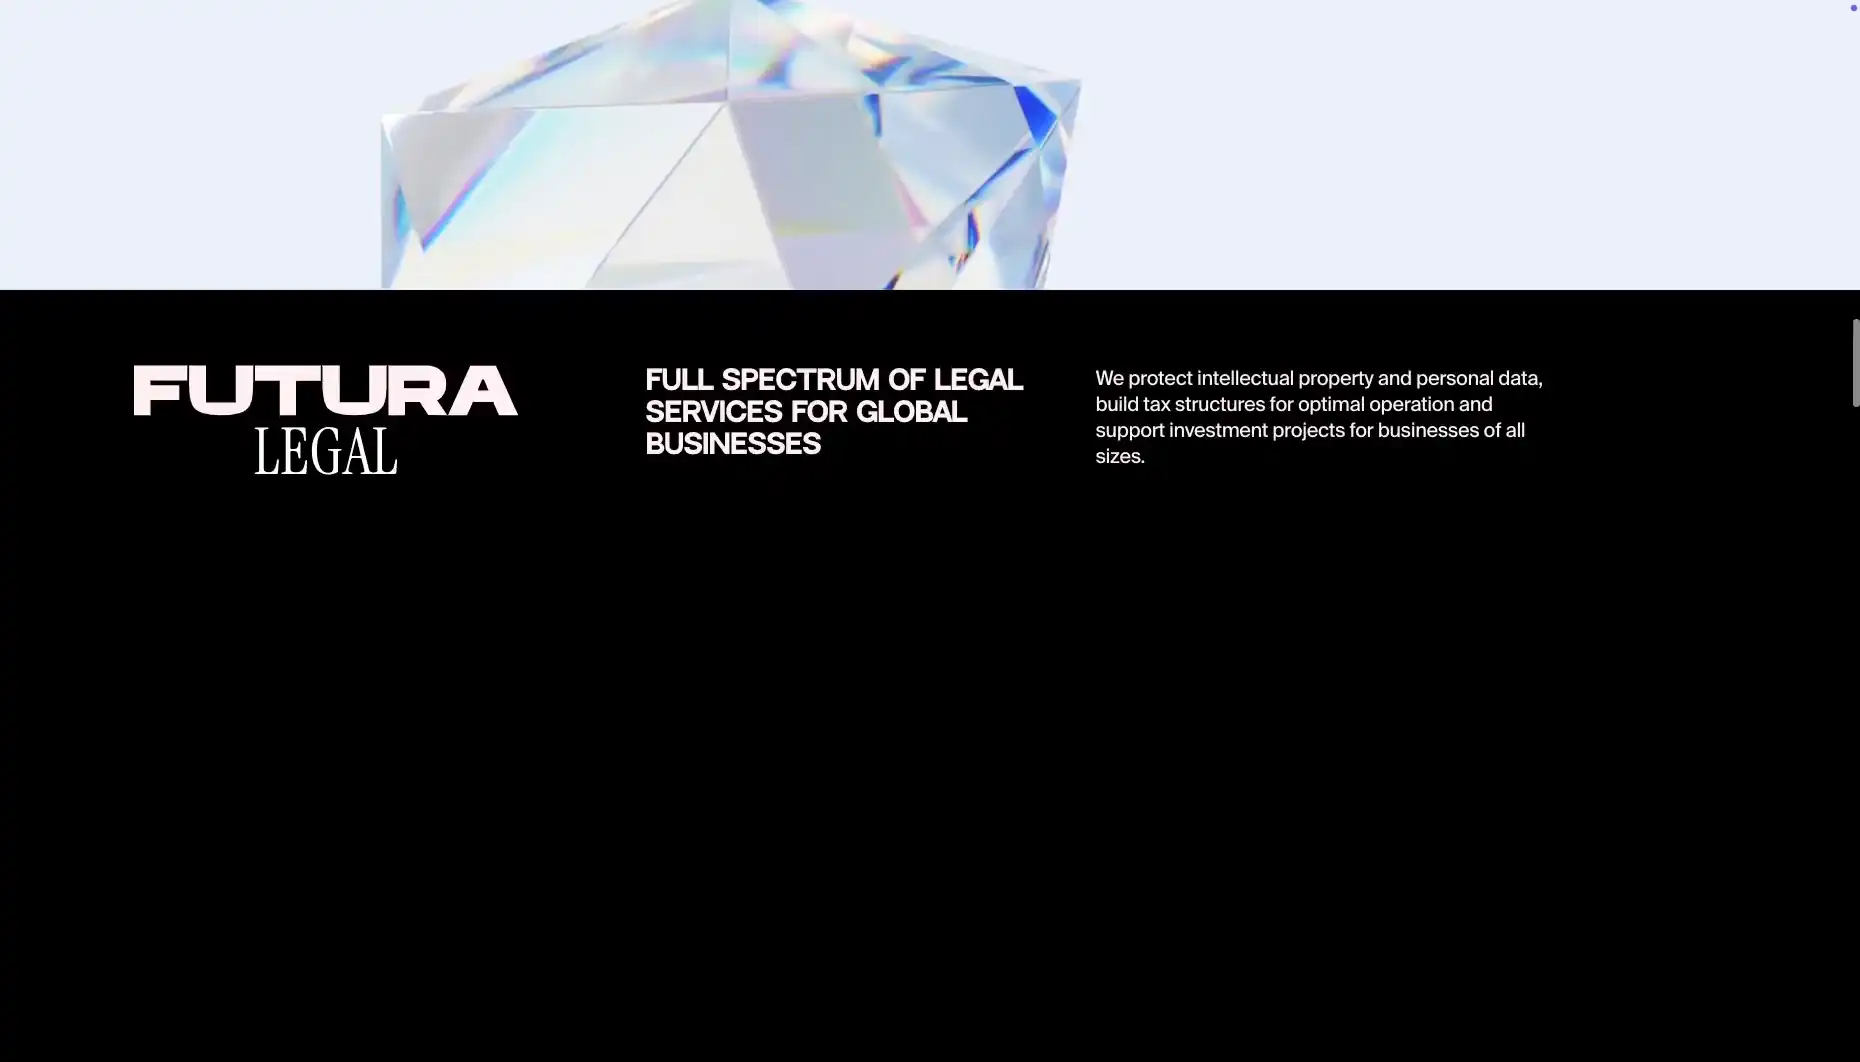 FUTURA
LEGAL
FULL SPECTRUM OF LEGAL
SERVICES FOR GLOBAL
BUSINESSES
We protect intellectual property and personal data,
build tax structures for optimal operation and
support investment projects for businesses of all
sizes.